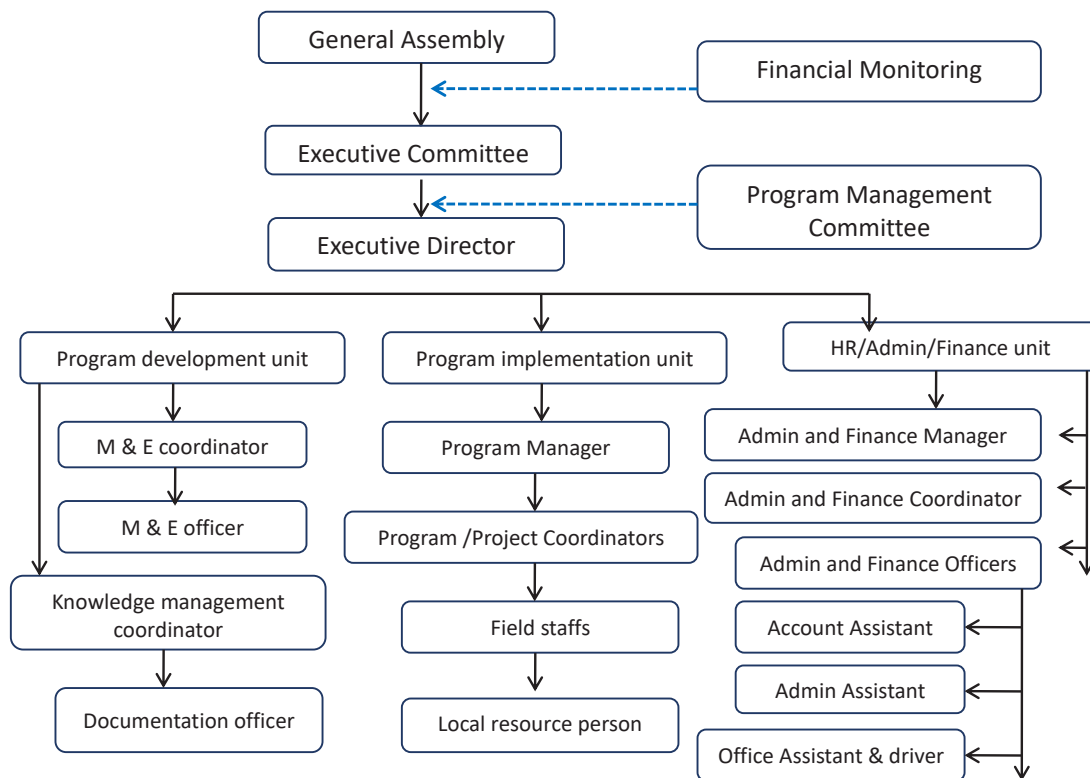 General Assembly
Financial Monitoring
Executive Committee
Program Management
Committee
Executive Director
Program development unit
Program implementation unit
HR/Admin/Finance unit
M & E coordinator
Program Manager
Admin and Finance Manager
Admin and Finance Coordinator
M & E officer
Program /Project Coordinators
Admin and Finance Officers
Knowledge management
coordinator
Field staffs
Account Assistant
Admin Assistant
Documentation officer
Local resource person
Office Assistant & driver